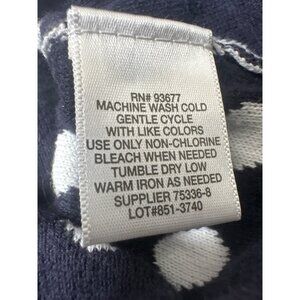 RN# 93677
MACHINE WASH COLD
GENTLE CYCLE
WITH LIKE COLORS
USE ONLY NON-CHLORINE
BLEACH WHEN NEEDED
TUMBLE DRY LOW
WARM IRON AS NEEDED
SUPPLIER 75336-8
LOT#851-3740